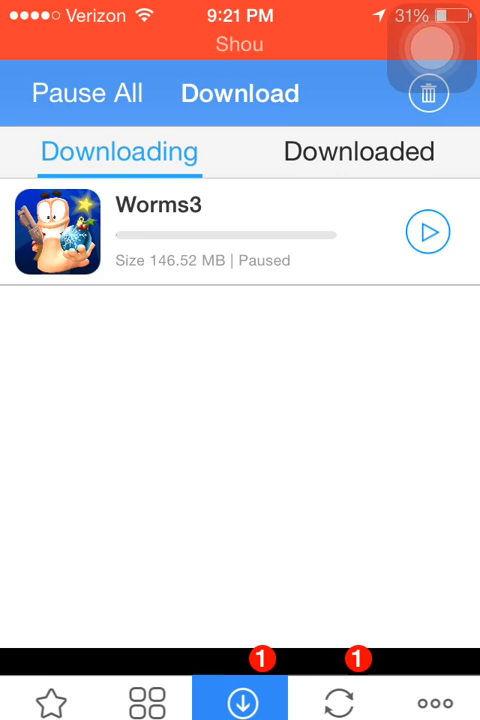 Verizon 9:21 PM 31%
Shou
Pause All Download
Downloading Downloaded
Worms3
Size 146.52 MB | Paused
1 1